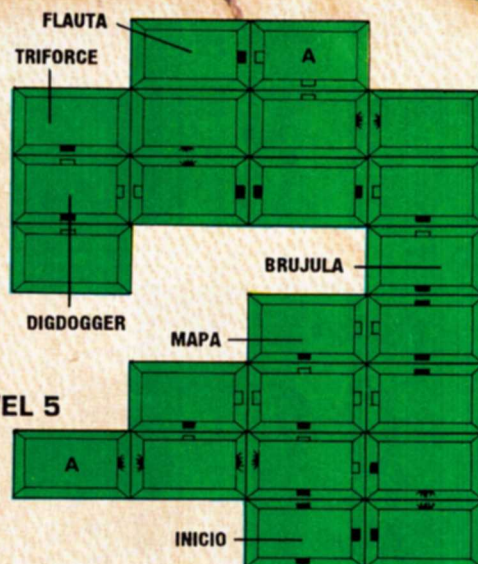 FLAUTA
TRIFORCE
A
BRUJULA
DIGDOGGER
MAPA
EL 5
A
INICIO